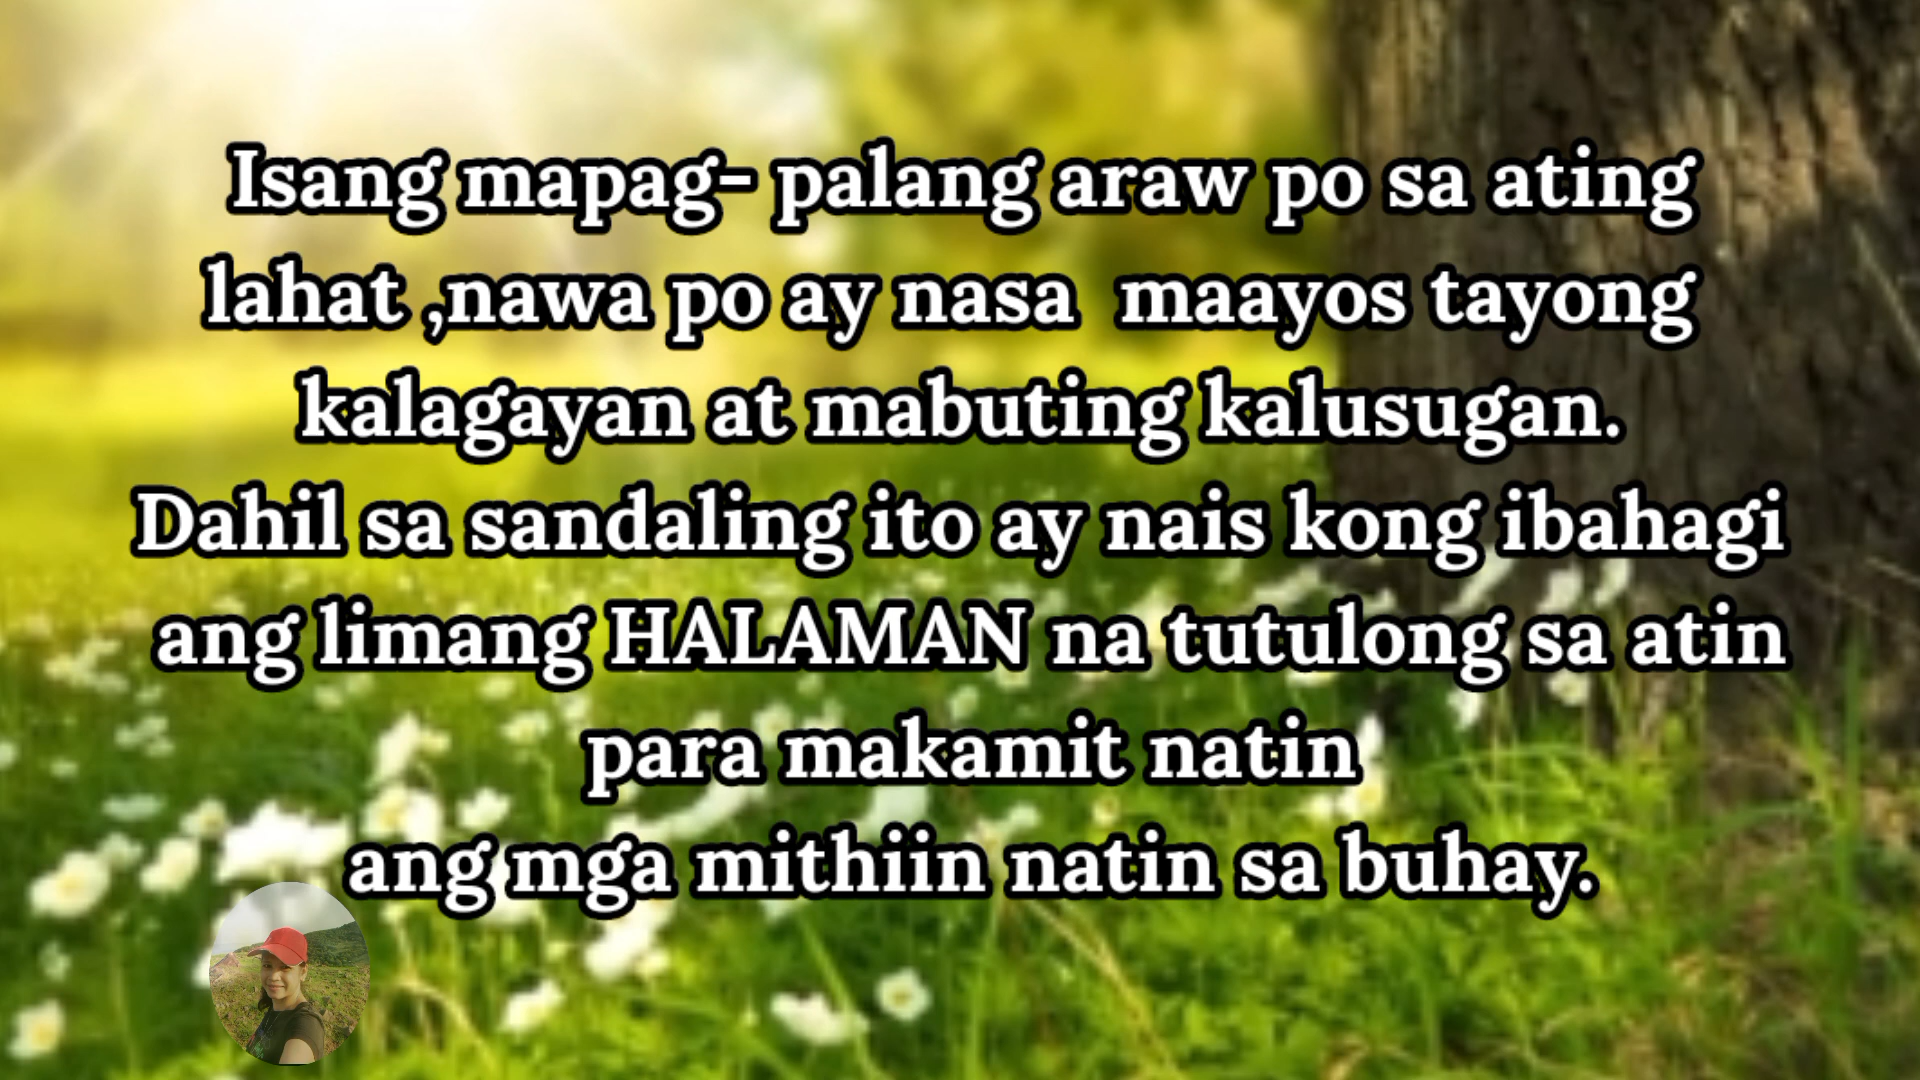 Isang mapag- palang araw po sa ating
lahat ,nawa po ay nasa  maayos tayong
kalagayan at mabuting kalusugan.
Dahil sa sandaling ito ay nais kong ibahagi
ang limang HALAMAN na tutulong sa atin
para makamit natin
ang mga mithiin natin sa buhay.